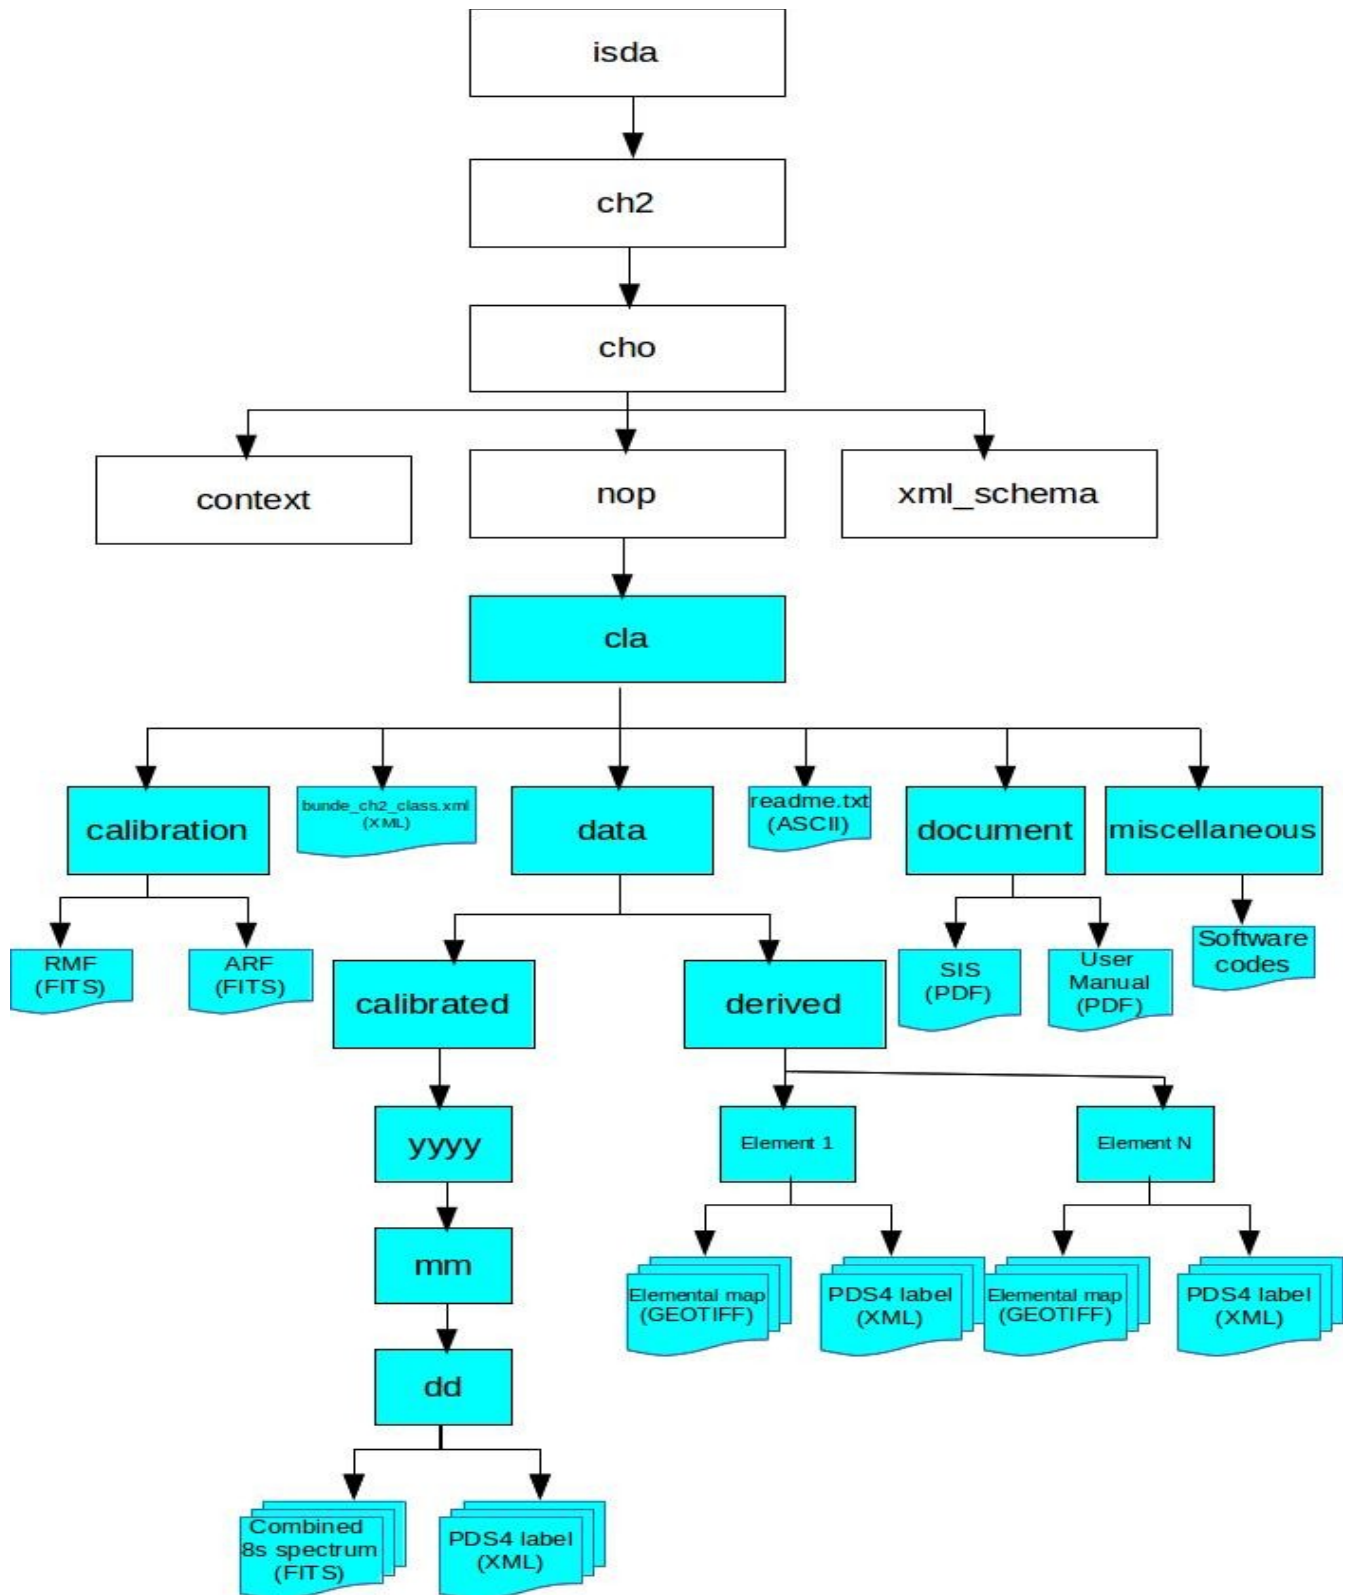 isda
ch2
cho
context
nop
xml_schema
cla
calibration
bunde_ch2_class.xml
(XML)
data
readme.txt
(ASCII)
document
miscellaneous
RMF
(FITS)
ARF
(FITS)
calibrated
derived
SIS
(PDF)
User
Manual
(PDF)
Software
codes
yyyy
Element 1
Element N
mm
Elemental map
(GEOTIFF)
PDS4 label
(XML)
Elemental map
(GEOTIFF)
PDS4 label
(XML)
dd
Combined
8s spectrum
(FITS)
PDS4 label
(XML)